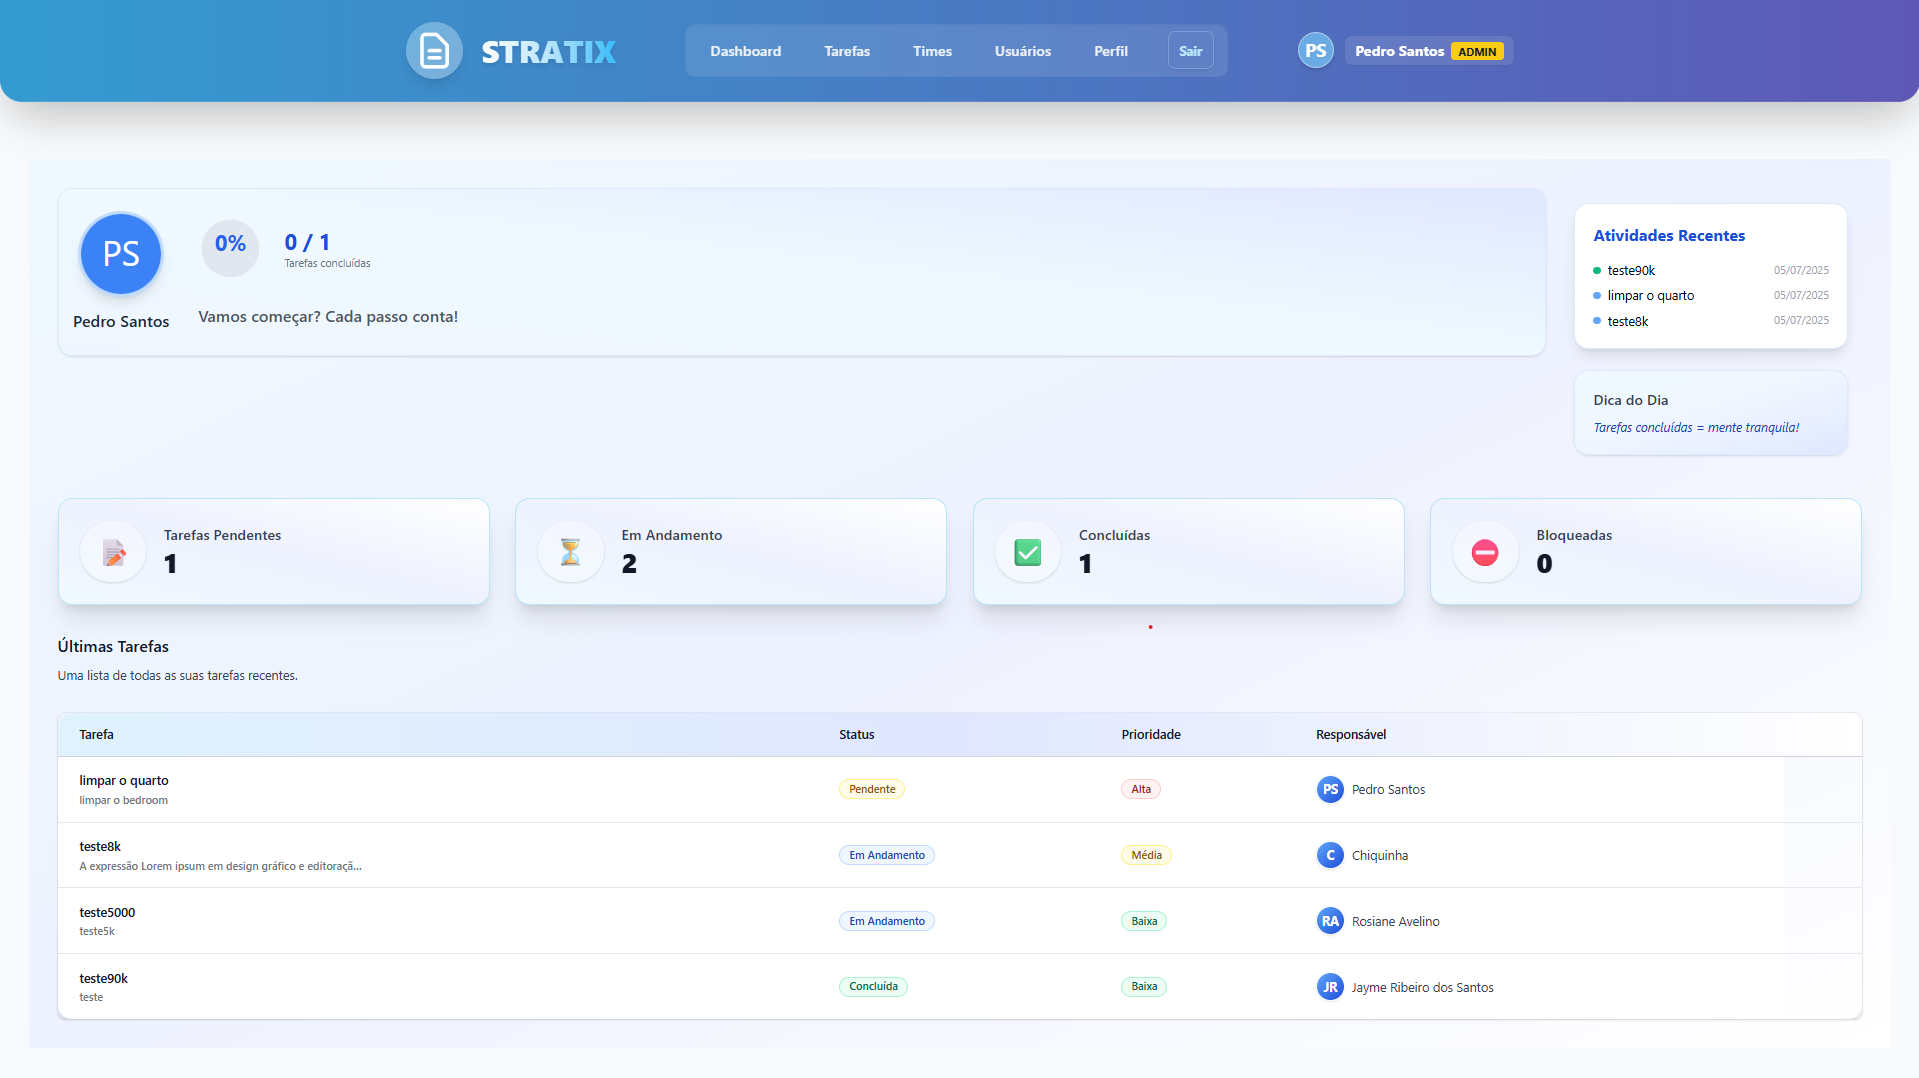 STRATIX
Dashboard Tarefas Times Usuários Perfil Sair
PS Pedro Santos ADMIN
PS
Pedro Santos
0%
0 / 1
Tarefas concluídas
Vamos começar? Cada passo conta!
Atividades Recentes
teste90k 05/07/2025
limpar o quarto 05/07/2025
teste8k 05/07/2025
Dica do Dia
Tarefas concluídas = mente tranquila!
Tarefas Pendentes
1
Em Andamento
2
Concluídas
1
Bloqueadas
0
Últimas Tarefas
Uma lista de todas as suas tarefas recentes.
Tarefa Status Prioridade Responsável
limpar o quarto
limpar o bedroom
Pendente Alta PS Pedro Santos
teste8k
A expressão Lorem ipsum em design gráfico e editoraçã...
Em Andamento Média C Chiquinha
teste5000
teste5k
Em Andamento Baixa RA Rosiane Avelino
teste90k
teste
Concluída Baixa JR Jayme Ribeiro dos Santos